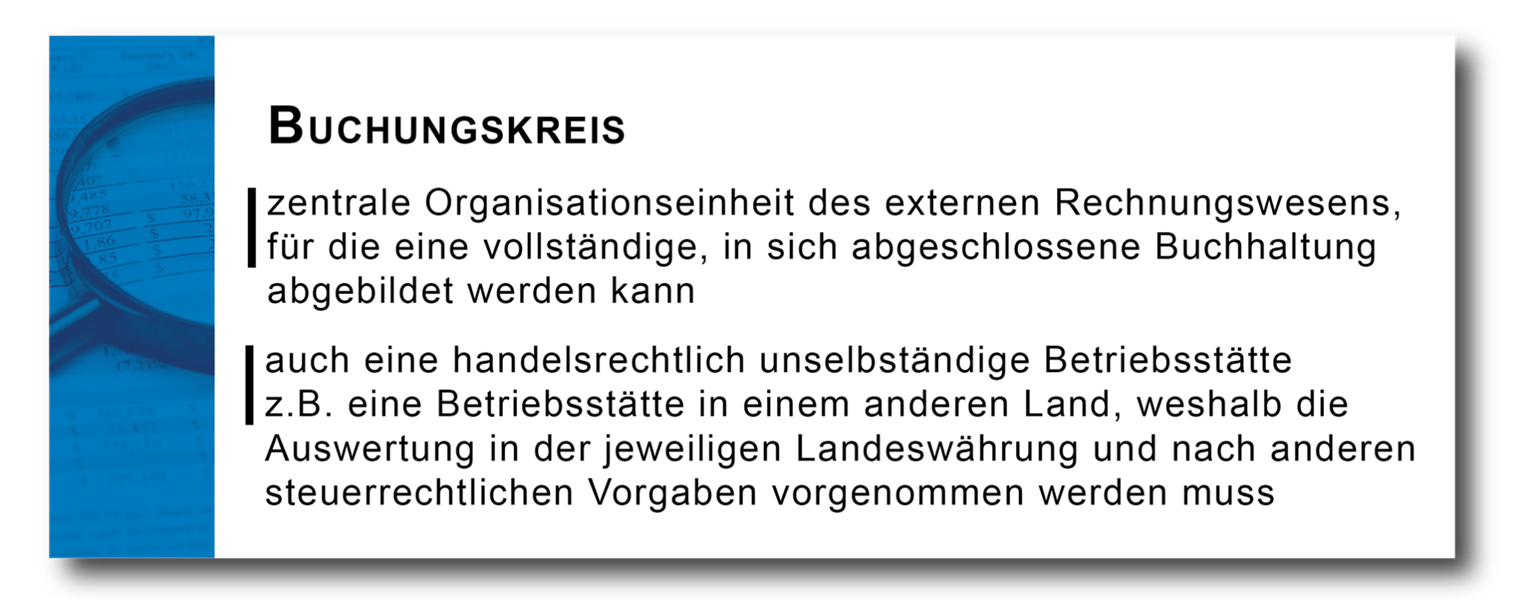 BUCHUNGSKREIS
zentrale Organisationseinheit des externen Rechnungswesens,
für die eine vollständige, in sich abgeschlossene Buchhaltung
abgebildet werden kann
auch eine handelsrechtlich unselbständige Betriebsstätte
z.B. eine Betriebsstätte in einem anderen Land, weshalb die
Auswertung in der jeweiligen Landeswährung und nach anderen
steuerrechtlichen Vorgaben vorgenommen werden muss